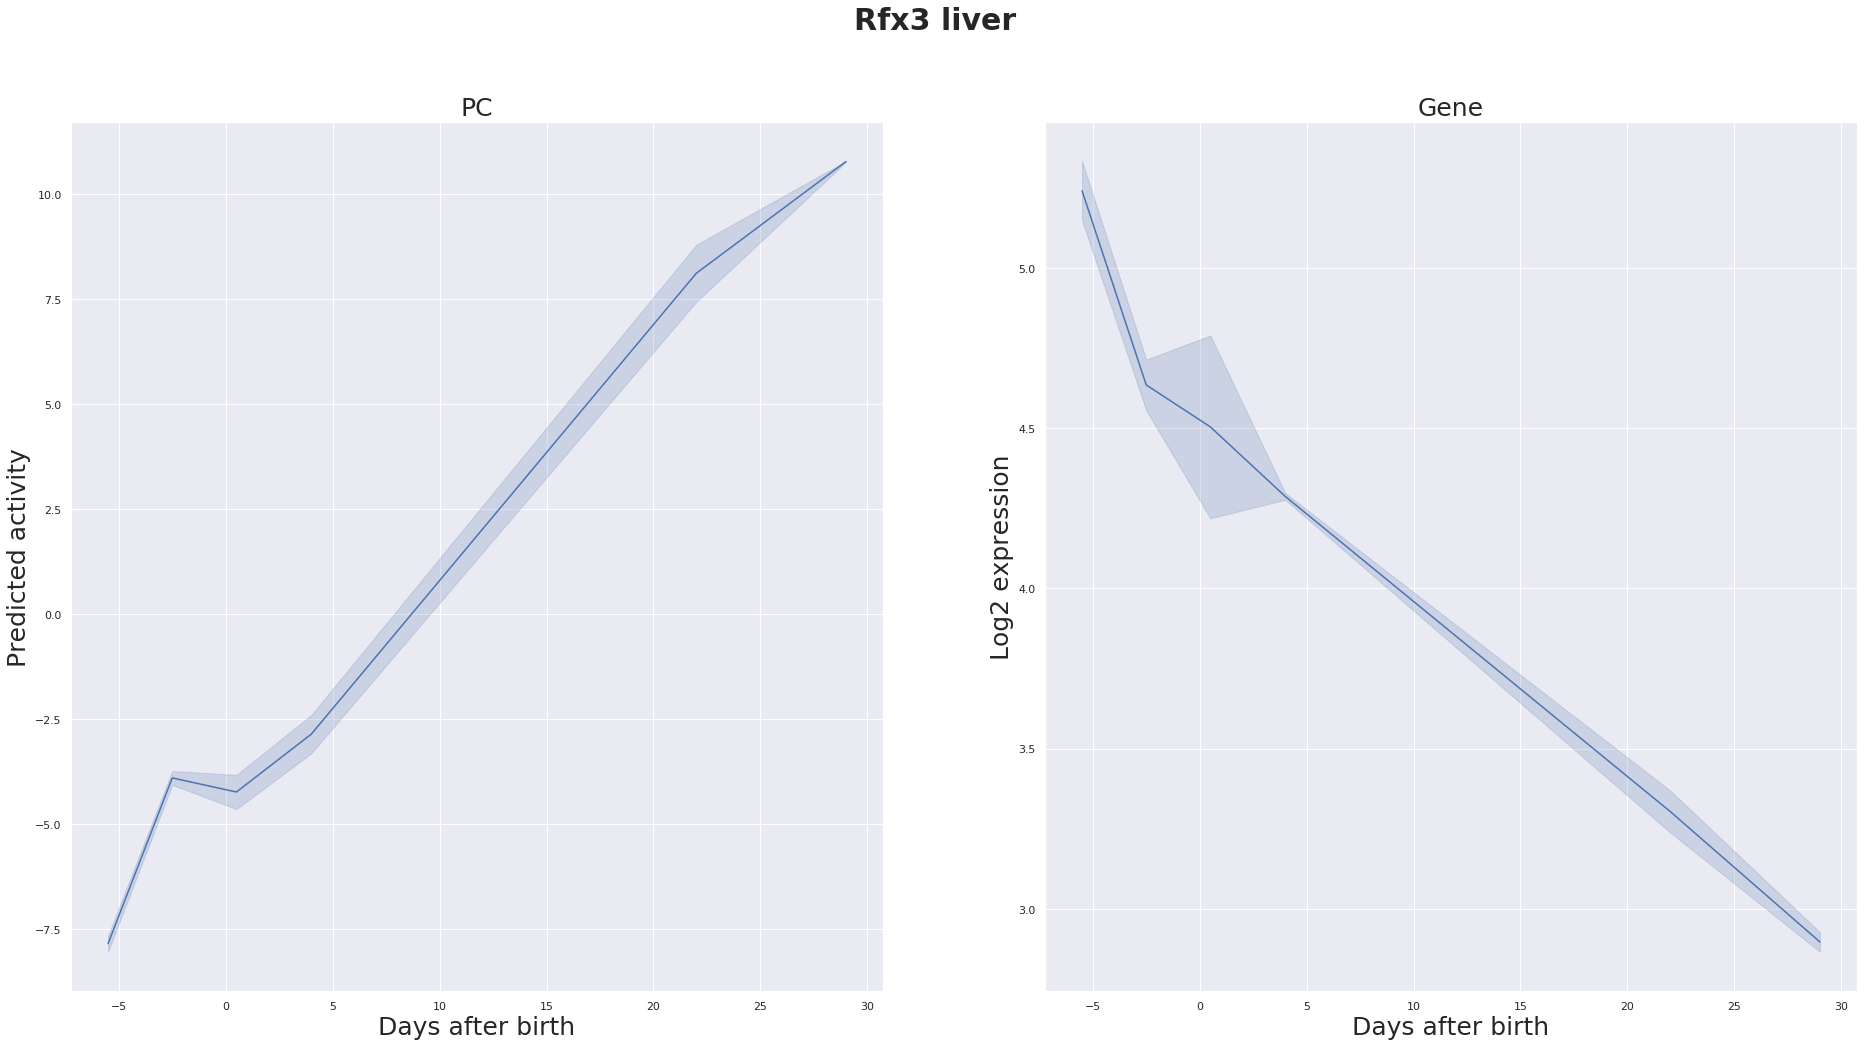 Rfx3 liver
PC
Predicted activity
10.0
7.5
5.0
2.5
0.0
−2.5
−5.0
−7.5
−5 0 5 10 15 20 25 30
Days after birth
Gene
Log2 expression
5.0
4.5
4.0
3.5
3.0
−5 0 5 10 15 20 25 30
Days after birth